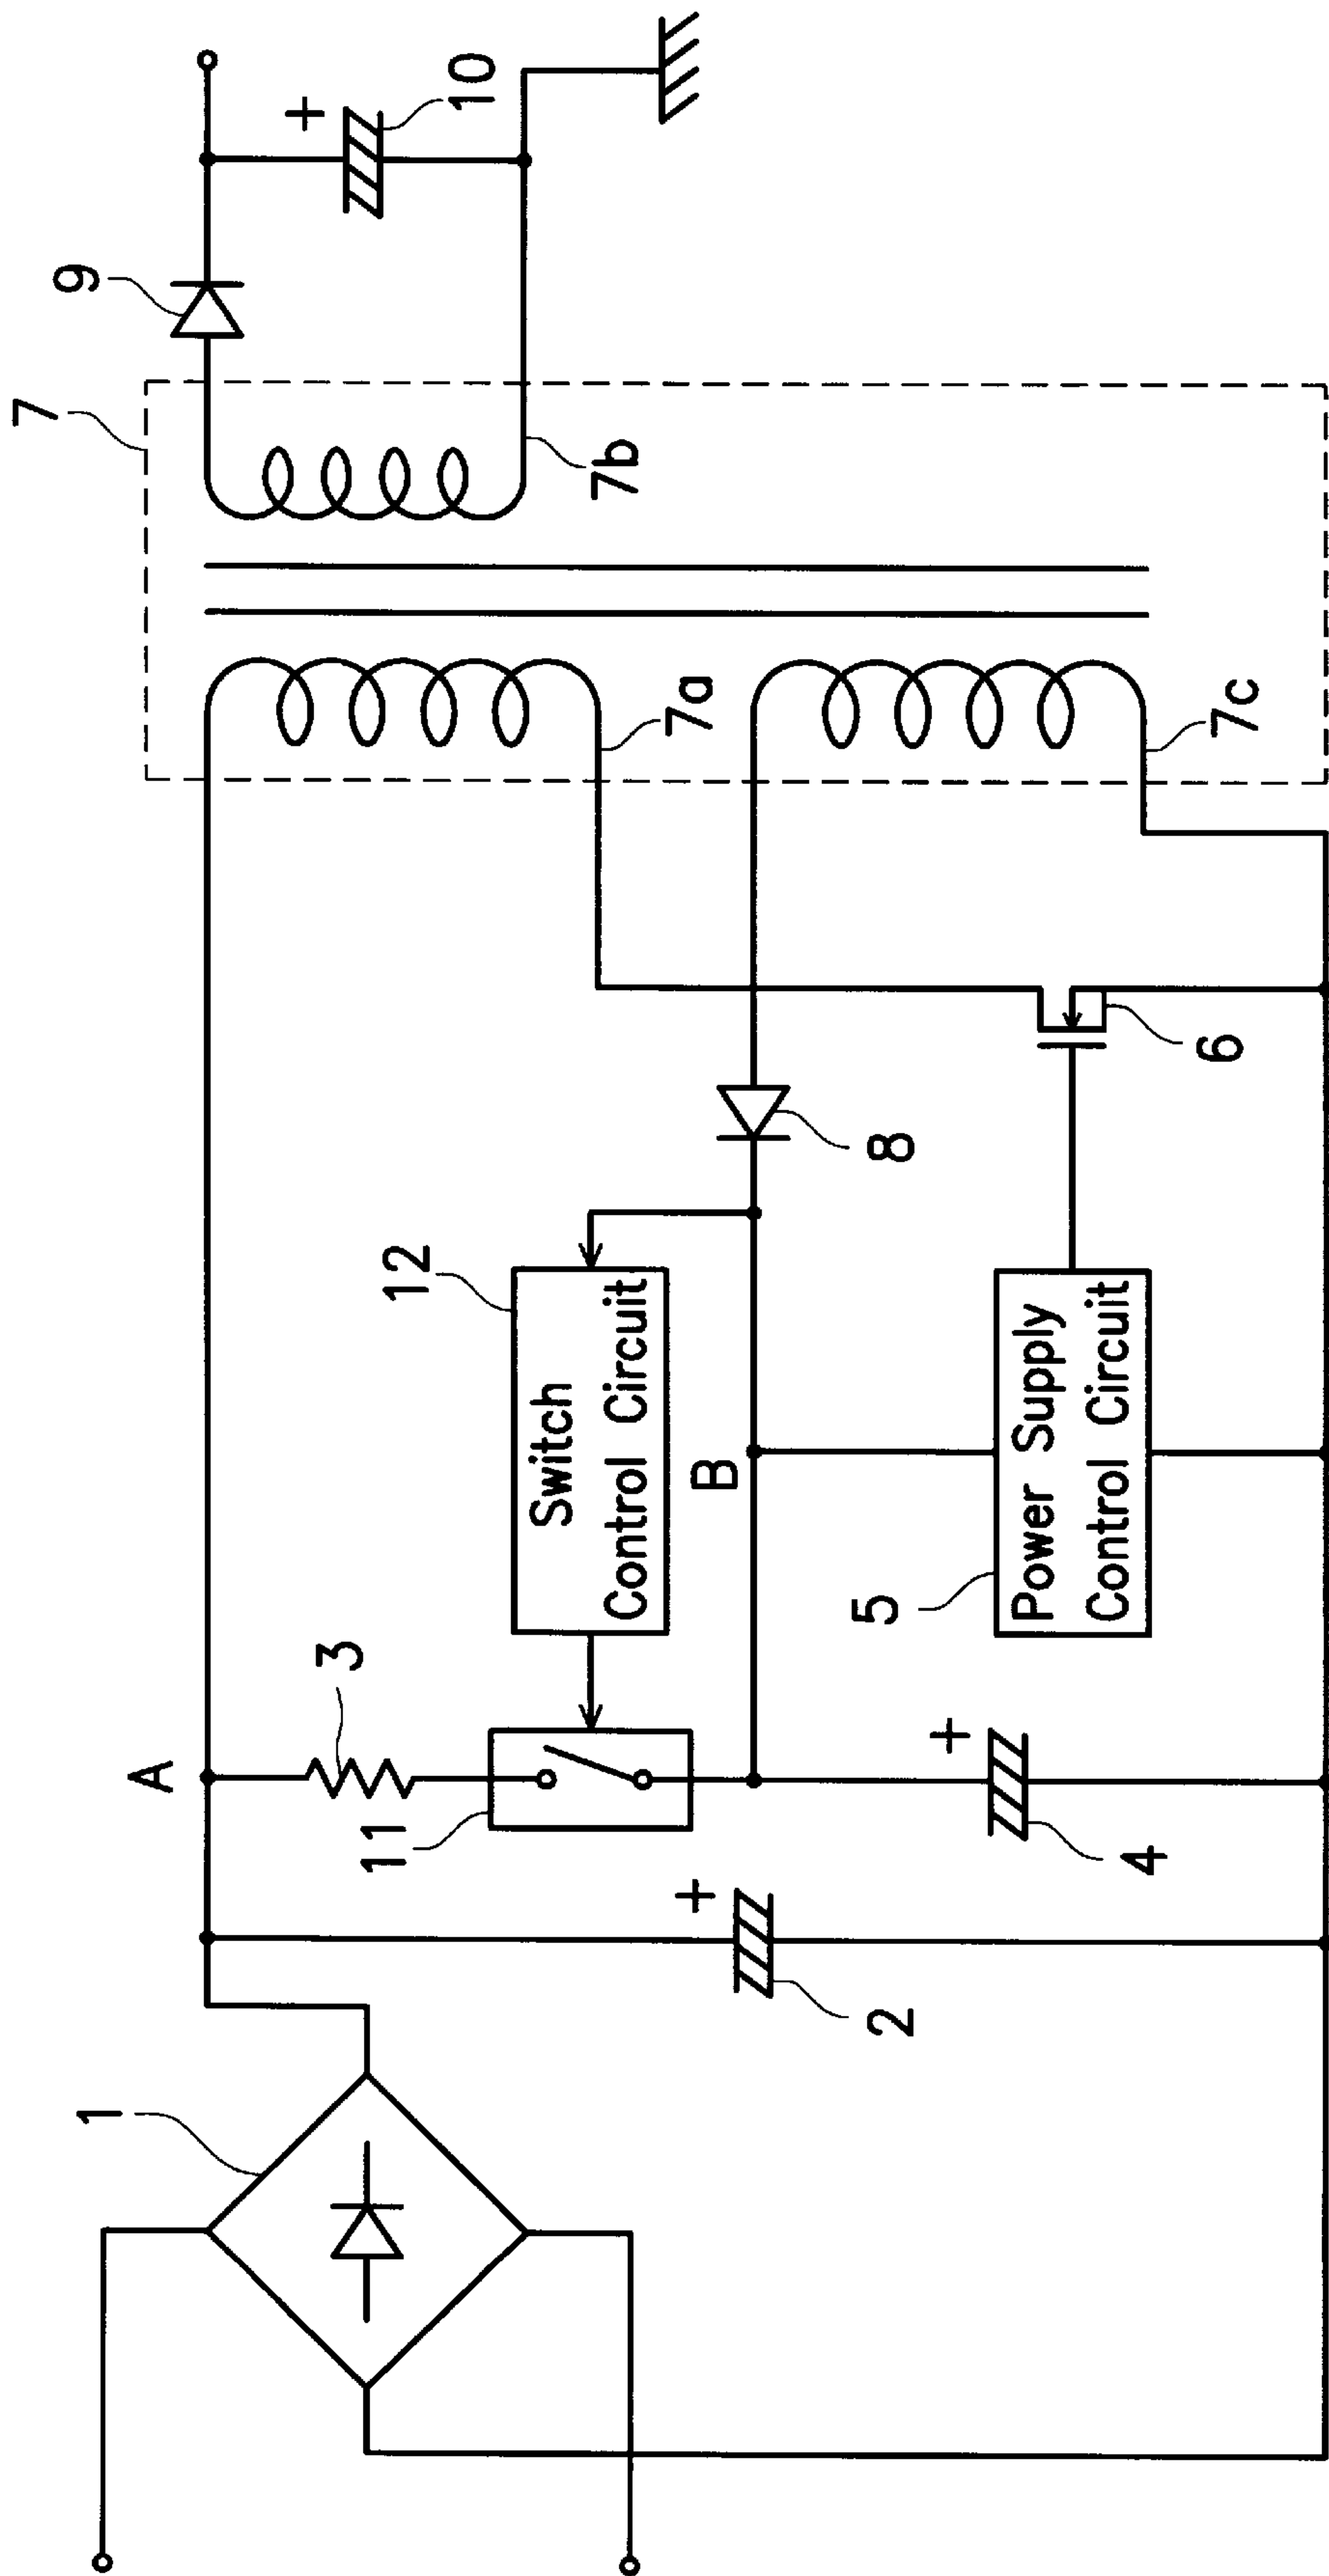 1
2
A
3
11
+
4
+
12
Switch
Control Circuit
B
5
Power Supply
Control Circuit
8
6
7
7a
7b
7c
9
+
10